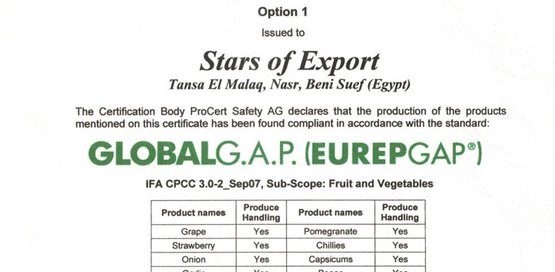 Option 1
Issued to
Stars of Export
Tansa El Malaq, Nasr, Beni Suef (Egypt)
The Certification Body ProCert Safety AG declares that the production of the products
mentioned on this certificate has been found compliant in accordance with the standard:
GLOBALG.A.P. (EUREPGAP®)
IFA CPCC 3.0-2_Sep07, Sub-Scope: Fruit and Vegetables
Product names Produce Handling Product names Produce Handling
Grape Yes Pomegranate Yes
Strawberry Yes Chillies Yes
Onion Yes Capsicums Yes
Yes Yes